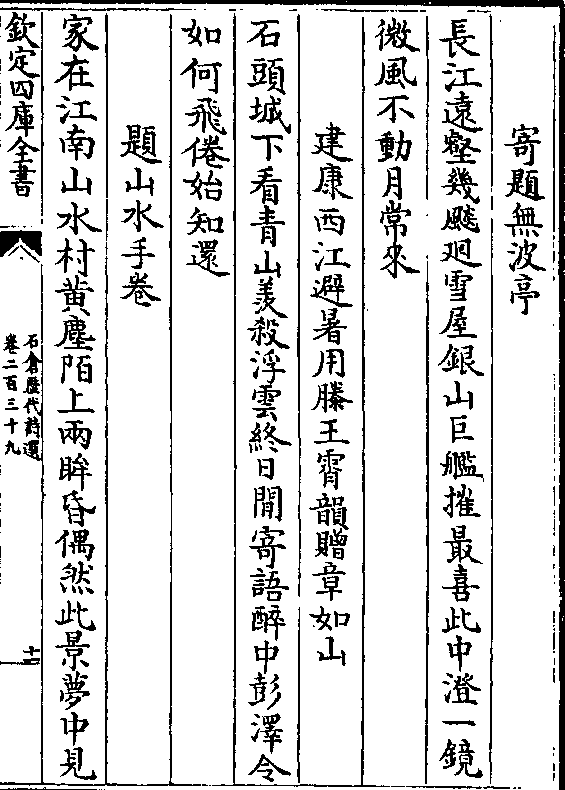 寄題無波亭
長江遠壑幾飈迴雪屋銀山巨艦摧最喜此中澄一鏡
微風不動月常來
建康西江避暑用滕王霄韻贈章如山
石頭城下看青山羨殺浮雲終日閒寄語醉中彭澤令
如何飛倦始知還
題山水手卷
家在江南山水村黄塵陌上兩眸昏偶然此景夢中見
欽定四庫全書
石倉歴代詩選
卷二百三十九